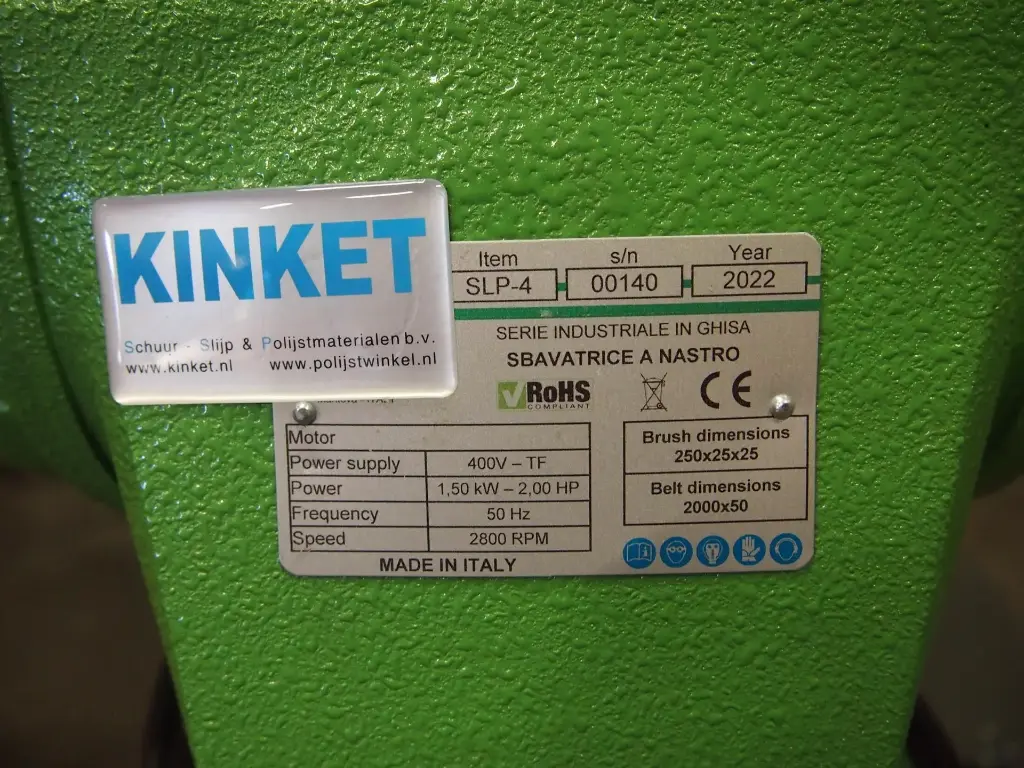 KINKET
Schuur - Slijp & Polijstmaterialen b.v.
www.kinket.nl www.polijstwinkel.nl
Item s/n Year
SLP-4 00140 2022
SERIE INDUSTRIALE IN GHISA
SBAVATRICE A NASTRO
RoHS
COMPLIANT
CE
Motor
Power supply 400V – TF
Power 1,50 kW – 2,00 HP
Frequency 50 Hz
Speed 2800 RPM
MADE IN ITALY
Brush dimensions
250x25x25
Belt dimensions
2000x50